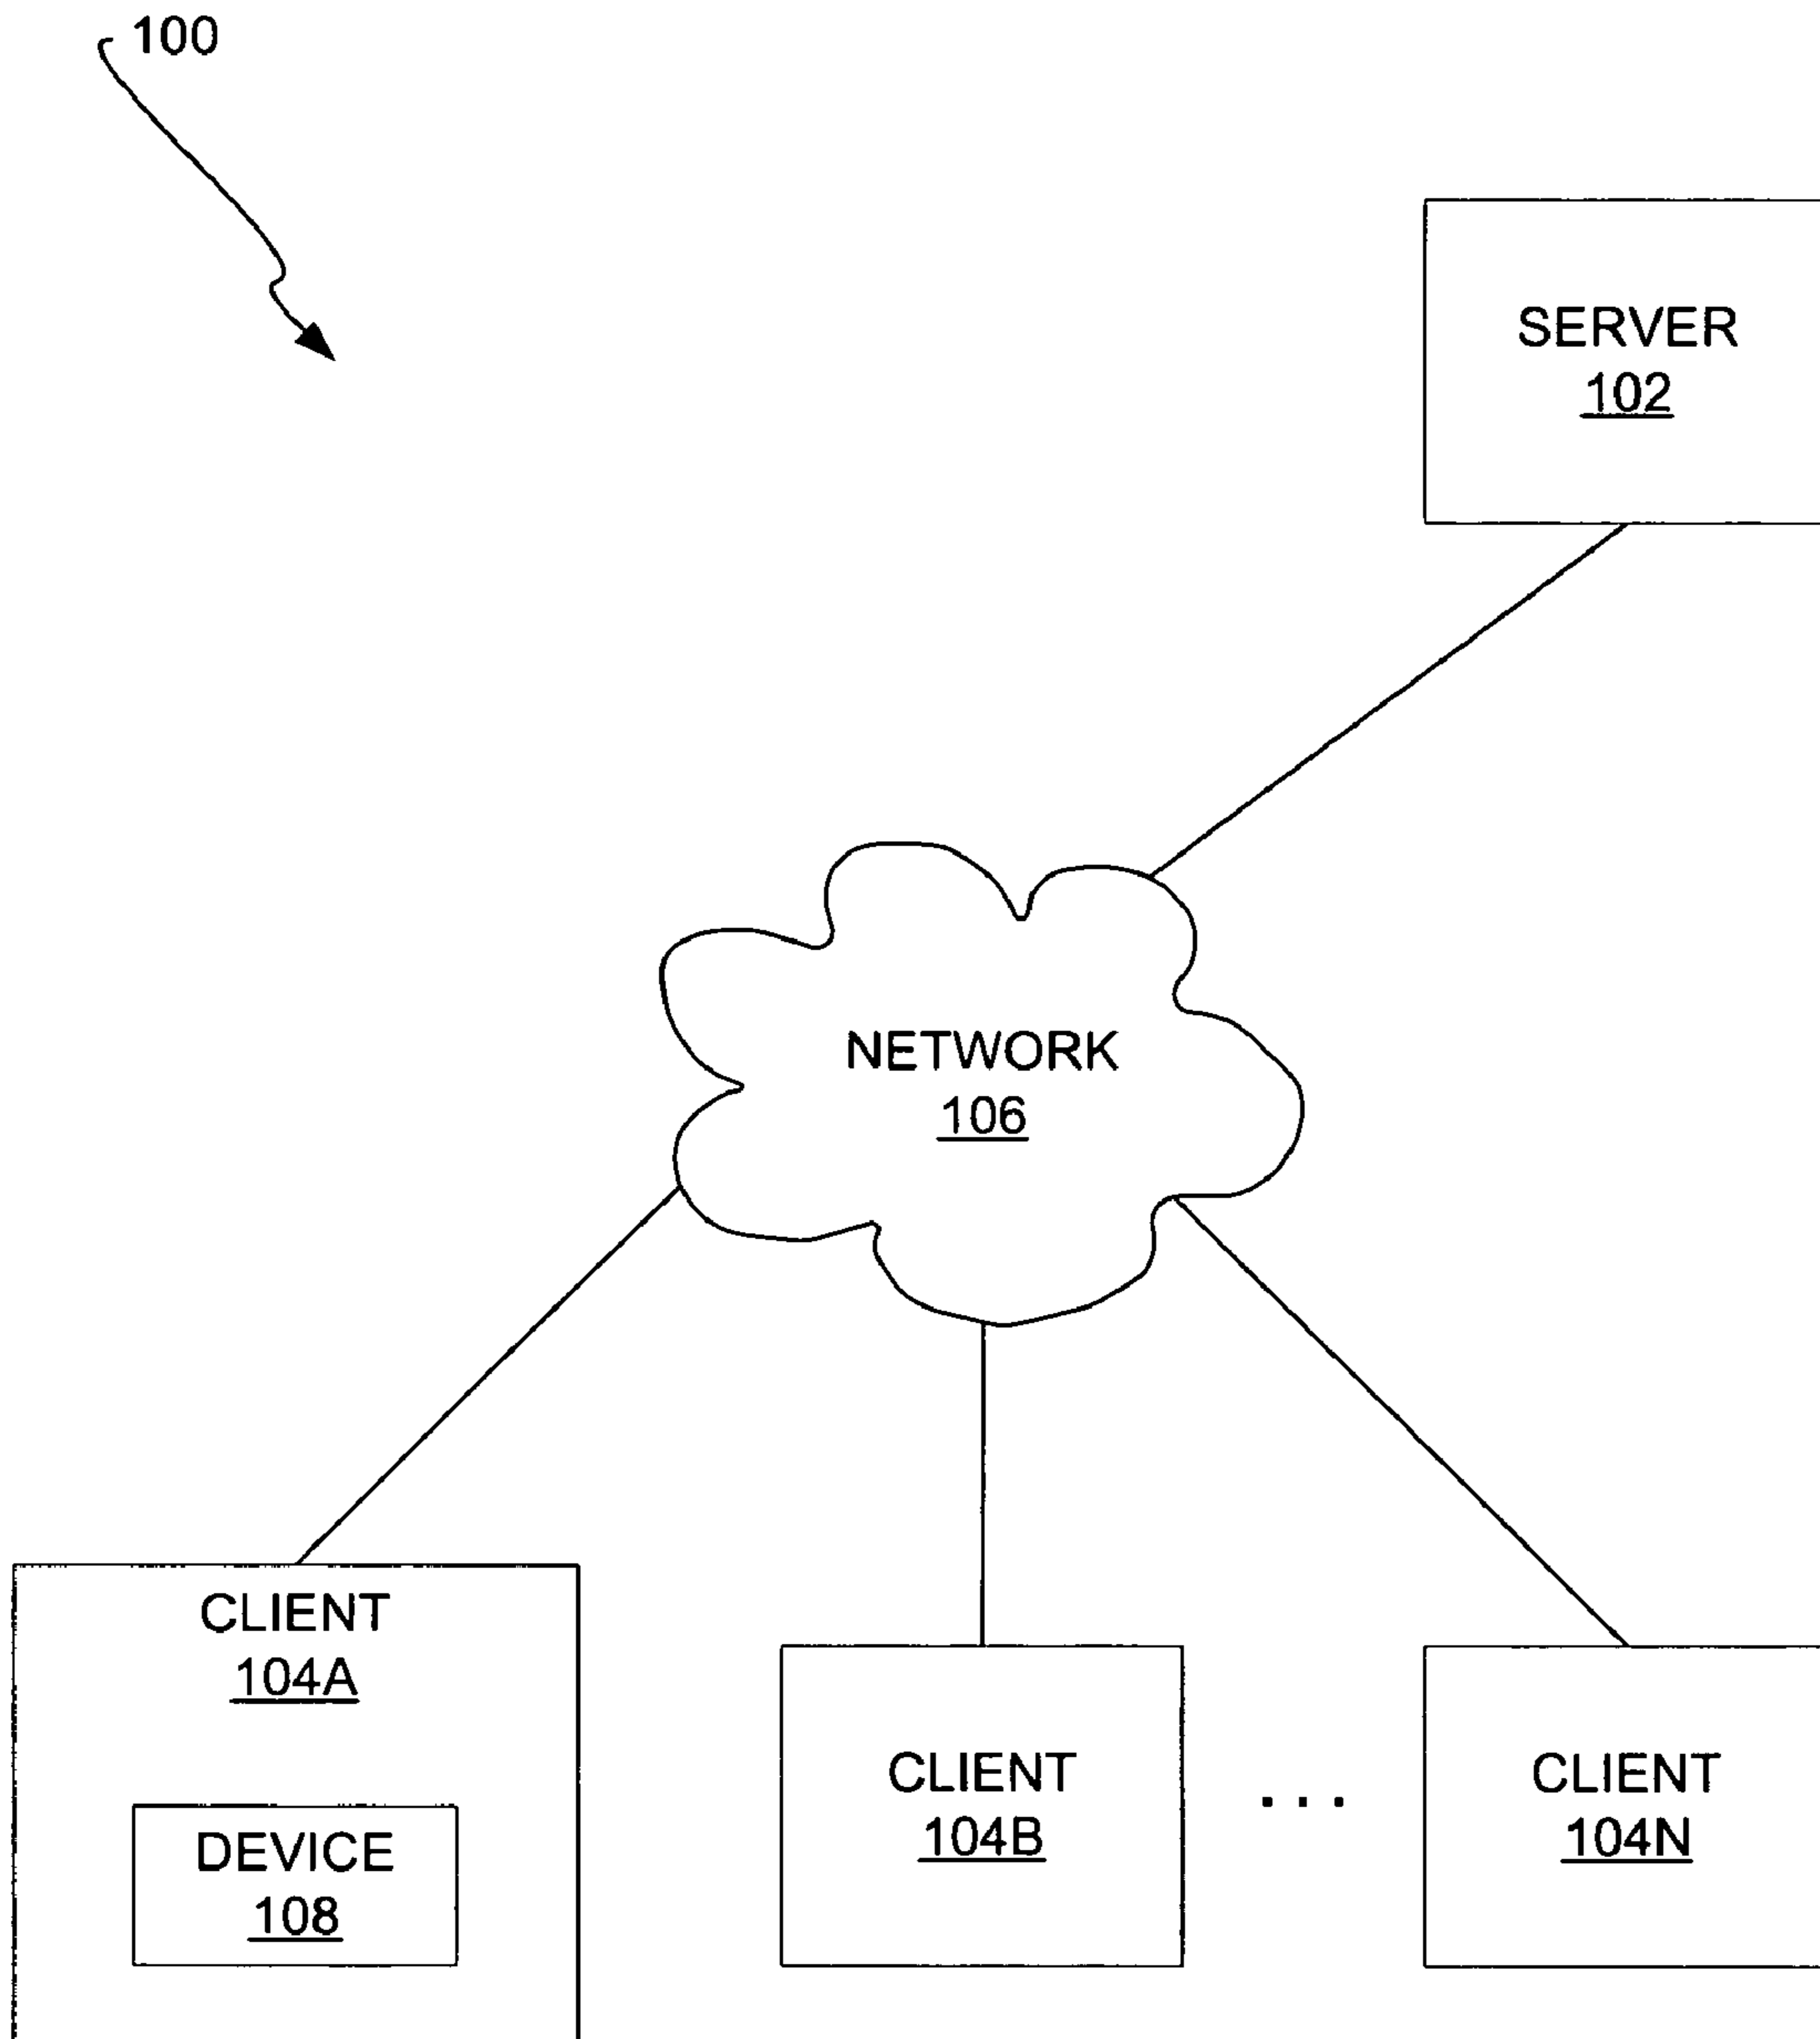 100
SERVER
102
NETWORK
106
CLIENT
104A
DEVICE
108
CLIENT
104B
. . .
CLIENT
104N